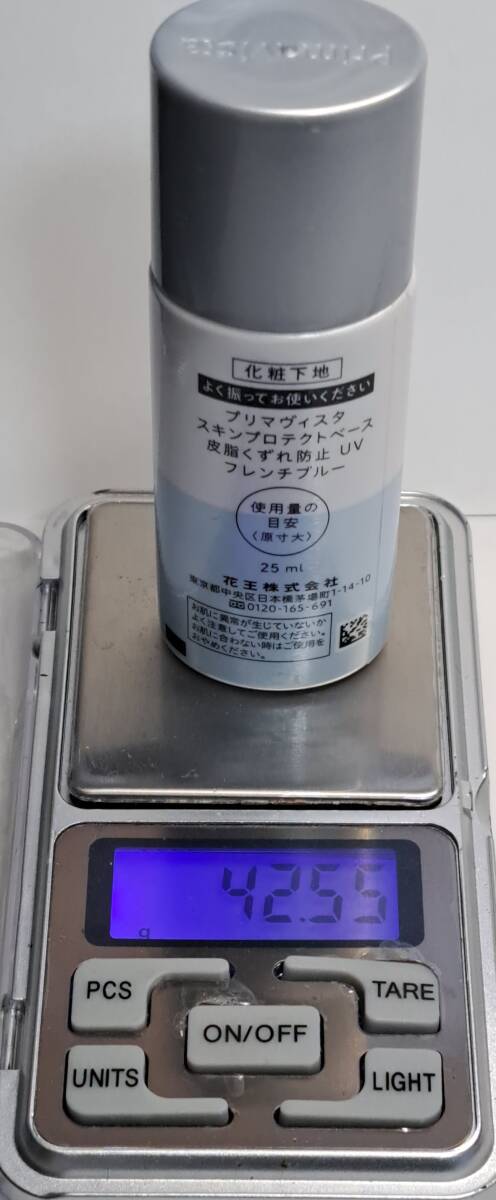 PrimaVista
化粧下地
よく振ってお使いください
プリマヴィスタ
スキンプロテクトベース
皮脂くずれ防止 UV
フレンチブルー
使用量の
目安
〈原寸大〉
25 ml
花王株式会社
東京都中央区日本橋茅場町1-14-10
0120-165-691
お肌に異常が生じていないか
よく注意してご使用ください。
お肌に合わない時はご使用を
おやめください。
42.55
g
PCS
TARE
ON/OFF
UNITS
LIGHT